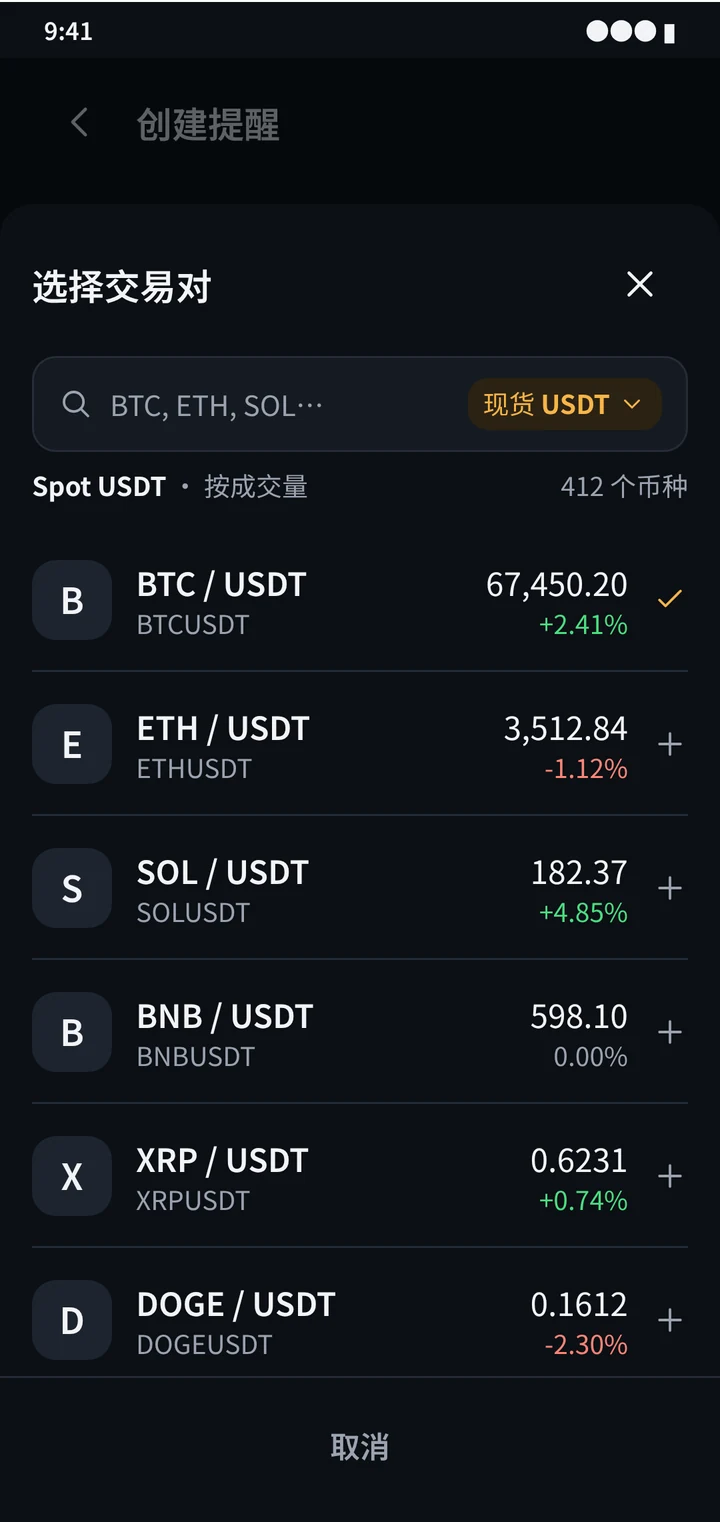 9:41
创建提醒
选择交易对
BTC, ETH, SOL… 现货 USDT
Spot USDT · 按成交量 412 个币种
B BTC / USDT 67,450.20
BTCUSDT +2.41%
E ETH / USDT 3,512.84
ETHUSDT -1.12%
S SOL / USDT 182.37
SOLUSDT +4.85%
B BNB / USDT 598.10
BNBUSDT 0.00%
X XRP / USDT 0.6231
XRPUSDT +0.74%
D DOGE / USDT 0.1612
DOGEUSDT -2.30%
取消